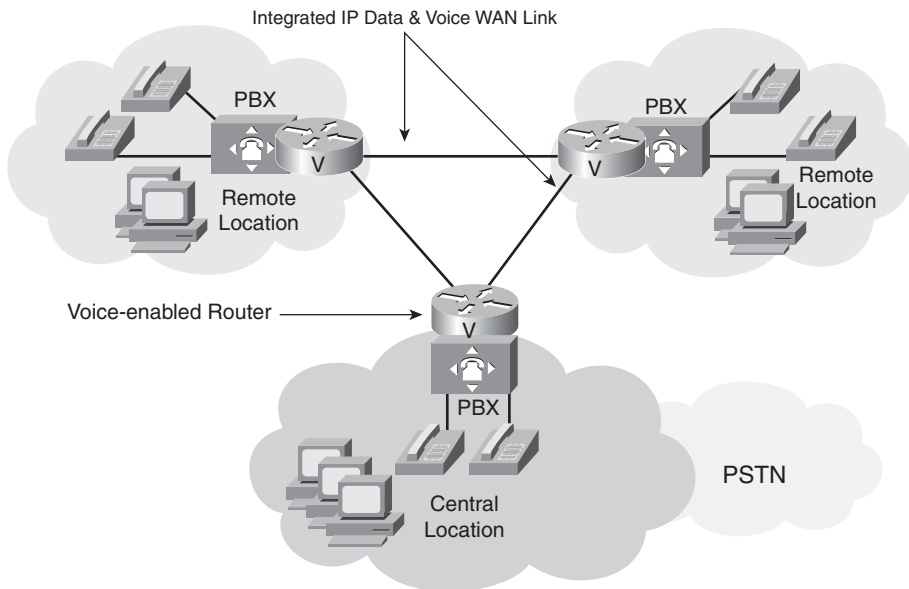 Integrated IP Data & Voice WAN Link
PBX
PBX
V
V
Remote
Location
Remote
Location
Voice-enabled Router
V
PBX
Central
Location
PSTN